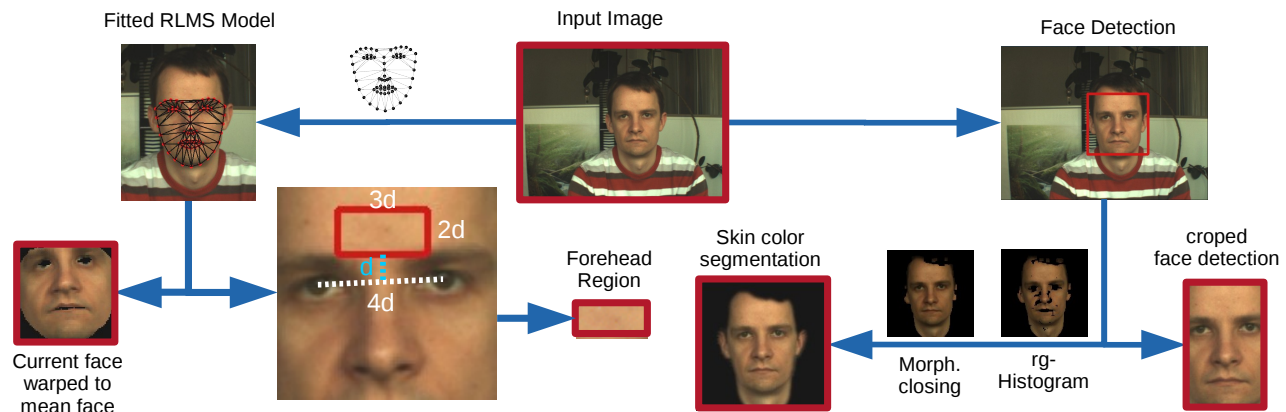 Fitted RLMS Model
Input Image
Face Detection
3d
2d
d
4d
Forehead
Region
Skin color
segmentation
croped
face detection
Current face
warped to
mean face
Morph.
closing
rg-
Histogram